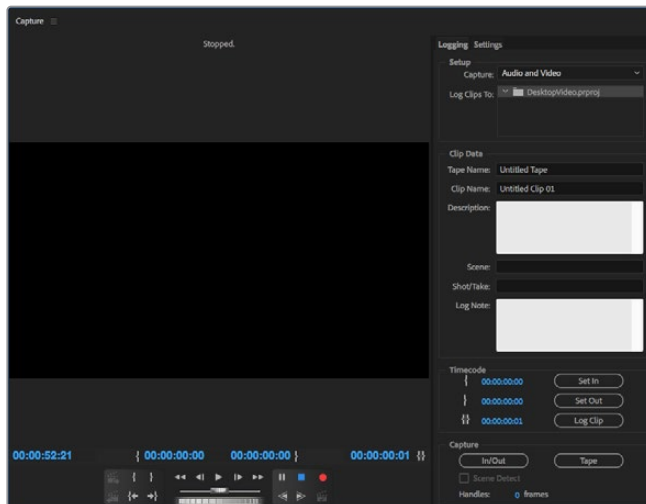 Capture
Stopped.
00:00:52:21
{ 00:00:00:00
00:00:00:00 }
00:00:00:01 {}
Logging Settings
Setup
Capture: Audio and Video
Log Clips To: DesktopVideo.prproj
Clip Data
Tape Name: Untitled Tape
Clip Name: Untitled Clip 01
Description:
Scene:
Shot/Take:
Log Note:
Timecode
{ 00:00:00:00 Set In
} 00:00:00:00 Set Out
{} 00:00:00:01 Log Clip
Capture
In/Out Tape
Scene Detect
Handles: 0 frames